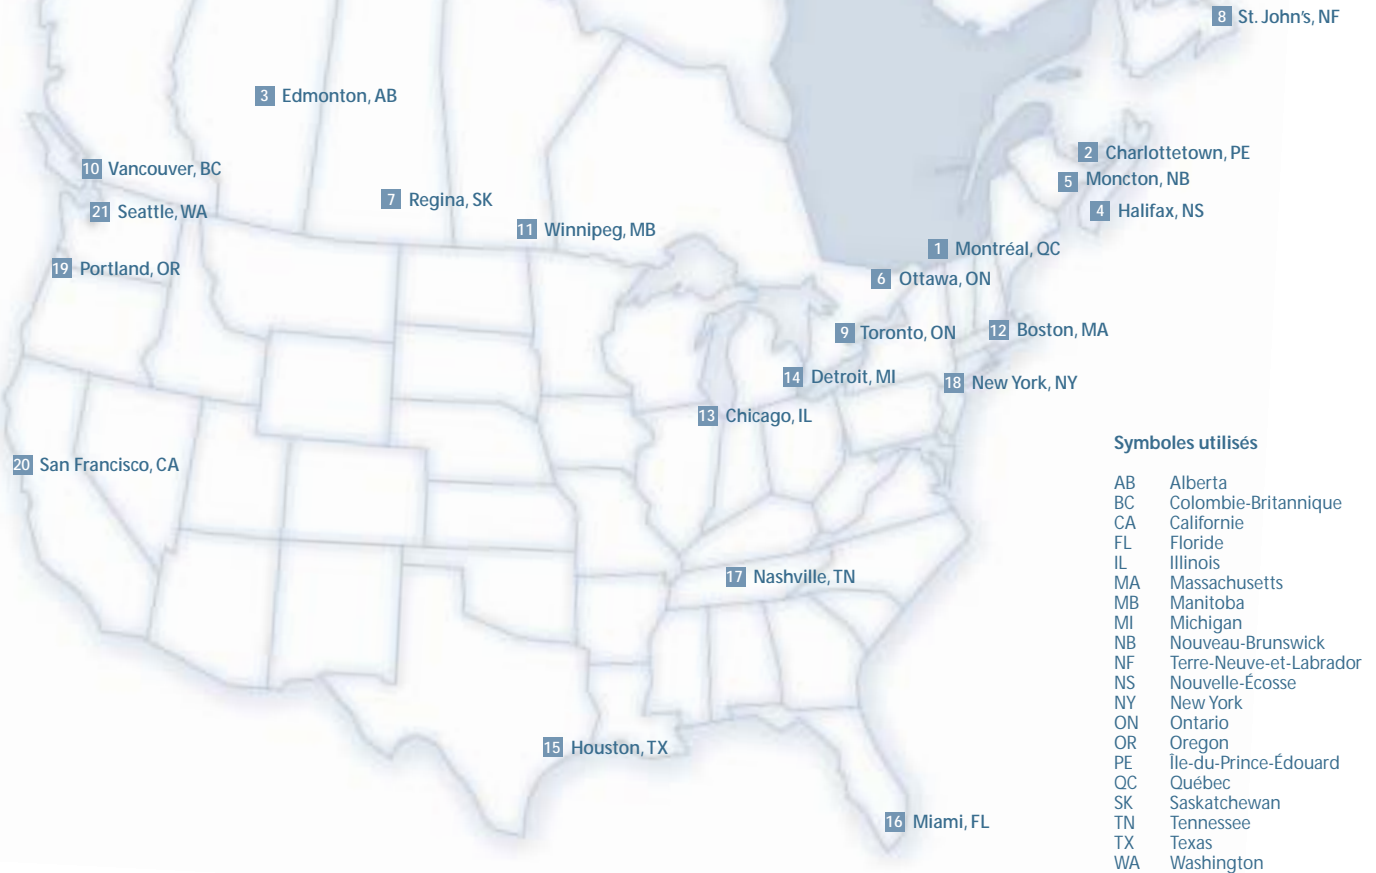 8 St. John's, NF
3 Edmonton, AB
2 Charlottetown, PE
10 Vancouver, BC
5 Moncton, NB
7 Regina, SK
21 Seattle, WA
4 Halifax, NS
11 Winnipeg, MB
1 Montréal, QC
19 Portland, OR
6 Ottawa, ON
9 Toronto, ON
12 Boston, MA
14 Detroit, MI
18 New York, NY
13 Chicago, IL
20 San Francisco, CA
17 Nashville, TN
15 Houston, TX
16 Miami, FL
Symboles utilisés
AB Alberta
BC Colombie-Britannique
CA Californie
FL Floride
IL Illinois
MA Massachusetts
MB Manitoba
MI Michigan
NB Nouveau-Brunswick
NF Terre-Neuve-et-Labrador
NS Nouvelle-Écosse
NY New York
ON Ontario
OR Oregon
PE Île-du-Prince-Édouard
QC Québec
SK Saskatchewan
TN Tennessee
TX Texas
WA Washington